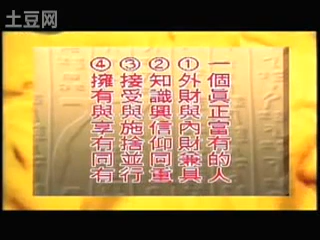 土豆网
一個真正富有的人
①外財與內財兼具
②知識與信仰同重
③接受與施捨並行
④擁有與享有同有